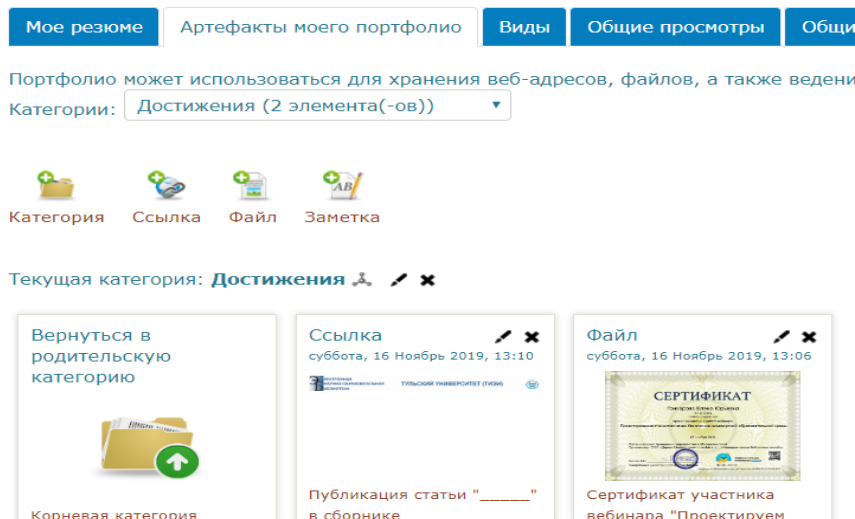 Мое резюме Артефакты моего портфолио Виды Общие просмотры Общи
Портфолио может использоваться для хранения веб-адресов, файлов, а также ведени
Категории: Достижения (2 элемента(-ов))
Категория Ссылка Файл Заметка
Текущая категория: Достижения
Вернуться в
родительскую
категорию
Корневая категория
Ссылка
суббота, 16 Ноябрь 2019, 13:10
ТУЛЬСКИЙ УНИВЕРСИТЕТ (ТИЭИ)
Публикация статьи "_____"
в сборнике
Файл
суббота, 16 Ноябрь 2019, 13:06
СЕРТИФИКАТ
Сертификат участника
вебинара "Проектируем